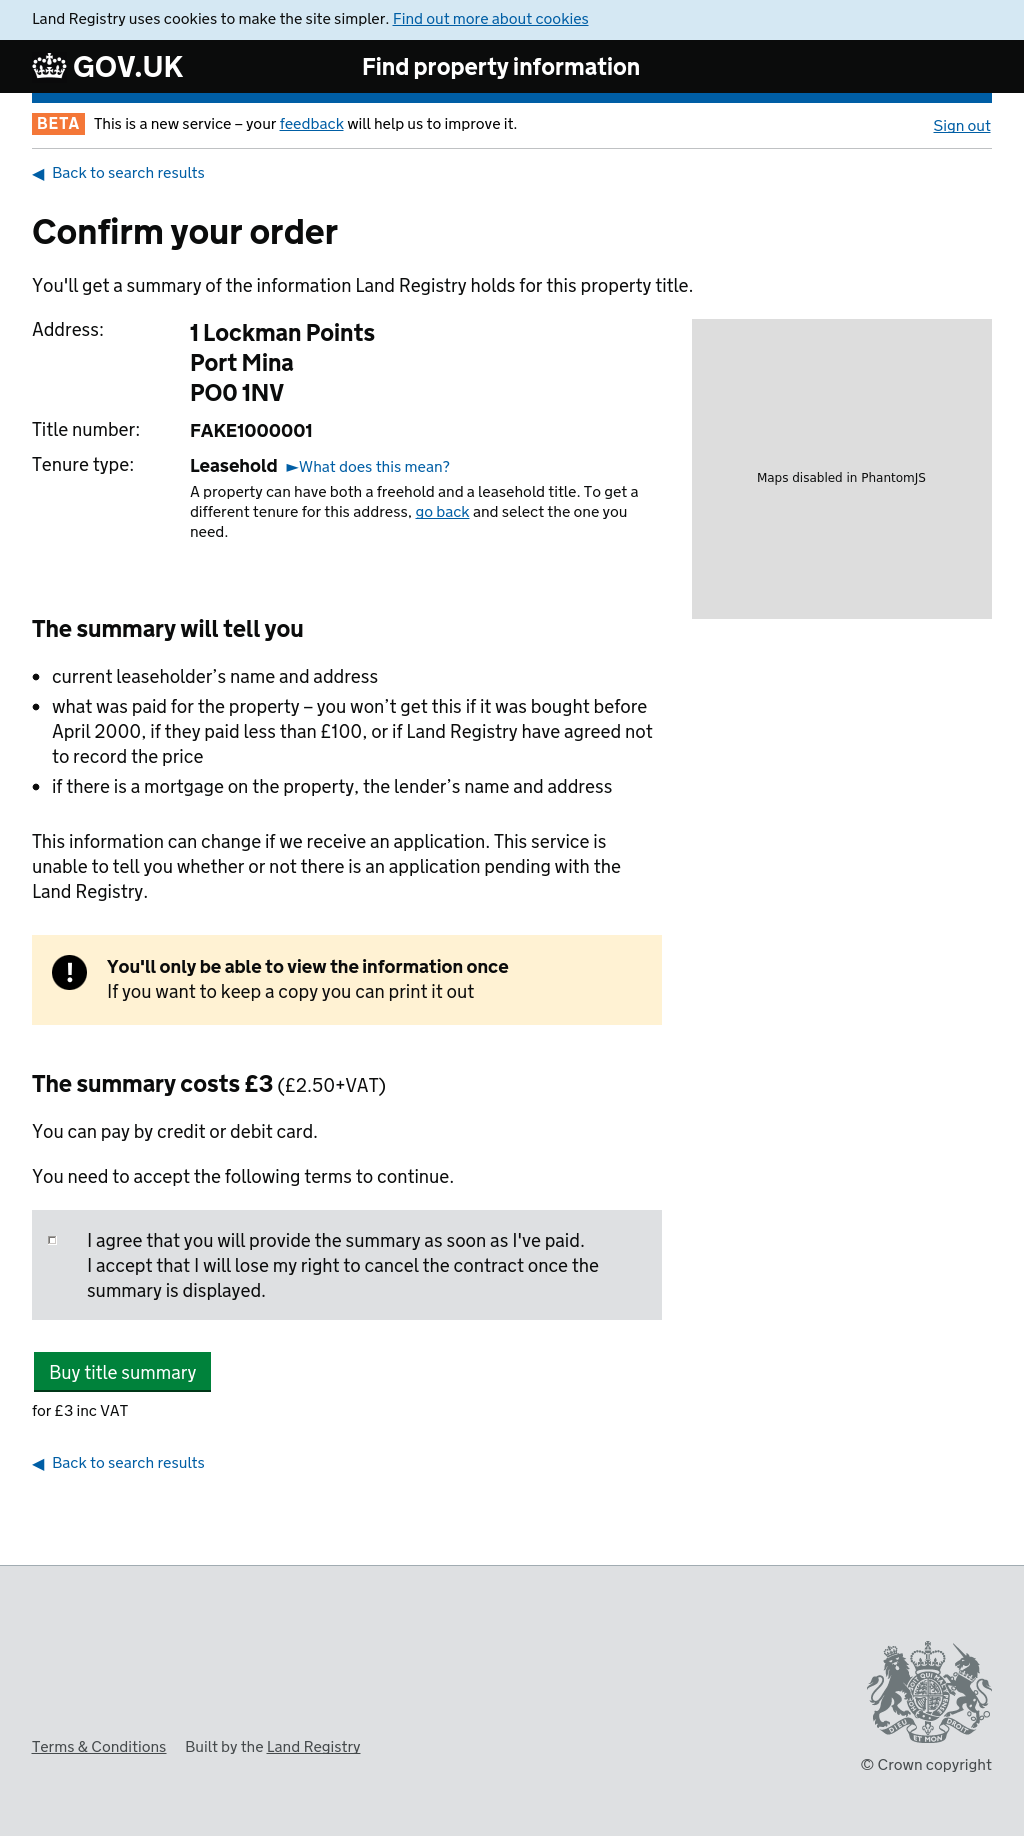 Land Registry uses cookies to make the site simpler. Find out more about cookies
GOV.UK
Find property information
BETA This is a new service – your feedback will help us to improve it.
Sign out
◀ Back to search results
Confirm your order
You'll get a summary of the information Land Registry holds for this property title.
Address:
1 Lockman Points
Port Mina
PO0 1NV
Title number:
FAKE1000001
Tenure type:
Leasehold ►What does this mean?
A property can have both a freehold and a leasehold title. To get a
different tenure for this address, go back and select the one you
need.
Maps disabled in PhantomJS
The summary will tell you
• current leaseholder’s name and address
• what was paid for the property – you won’t get this if it was bought before
April 2000, if they paid less than £100, or if Land Registry have agreed not
to record the price
• if there is a mortgage on the property, the lender’s name and address
This information can change if we receive an application. This service is
unable to tell you whether or not there is an application pending with the
Land Registry.
! You'll only be able to view the information once
If you want to keep a copy you can print it out
The summary costs £3 (£2.50+VAT)
You can pay by credit or debit card.
You need to accept the following terms to continue.
I agree that you will provide the summary as soon as I've paid.
I accept that I will lose my right to cancel the contract once the
summary is displayed.
Buy title summary
for £3 inc VAT
◀ Back to search results
DIEU ET MON DROIT
Terms & Conditions Built by the Land Registry
© Crown copyright